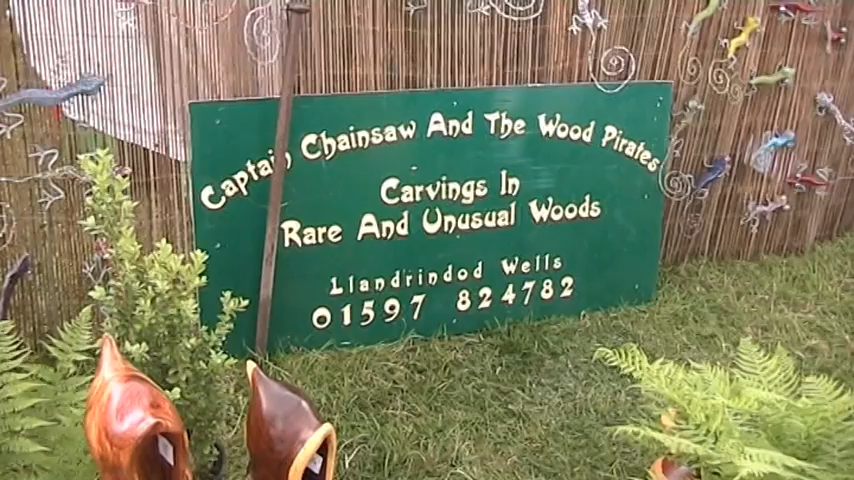 Captain Chainsaw And The Wood Pirates
Carvings In
Rare And Unusual Woods
Llandrindod Wells
01597 824782